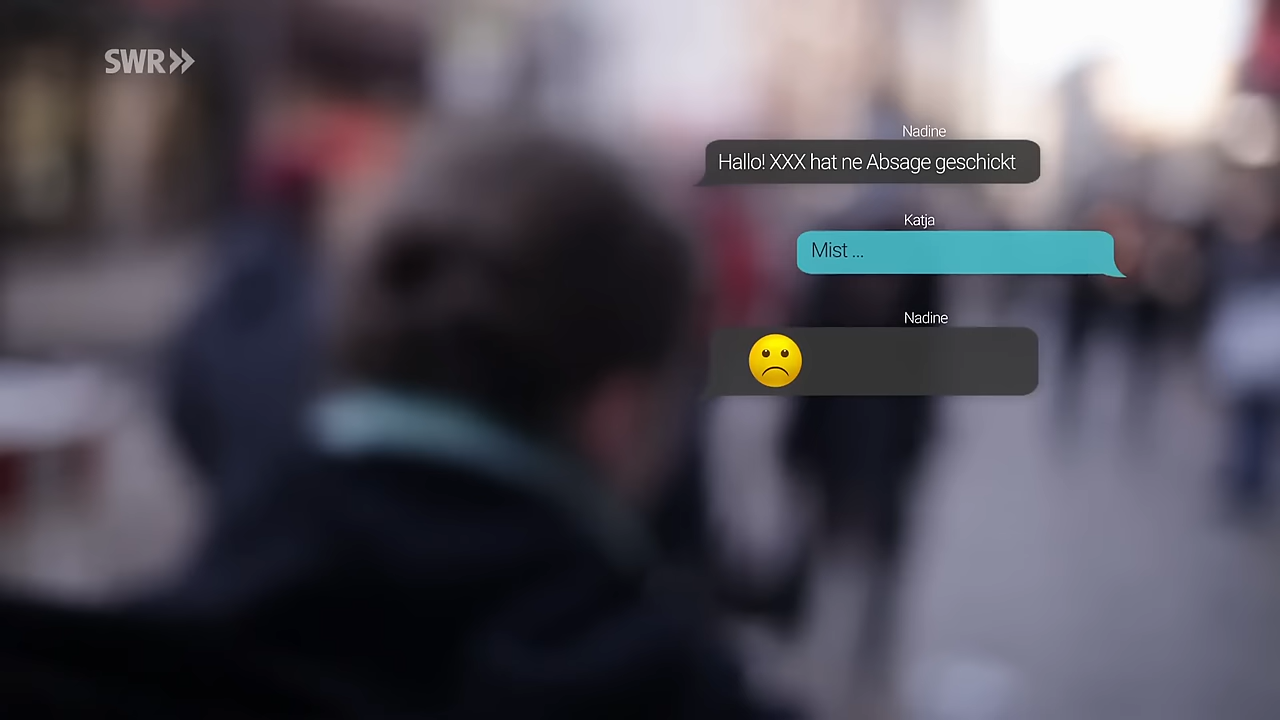 SWR
Nadine
Hallo! XXX hat ne Absage geschickt
Katja
Mist ...
Nadine